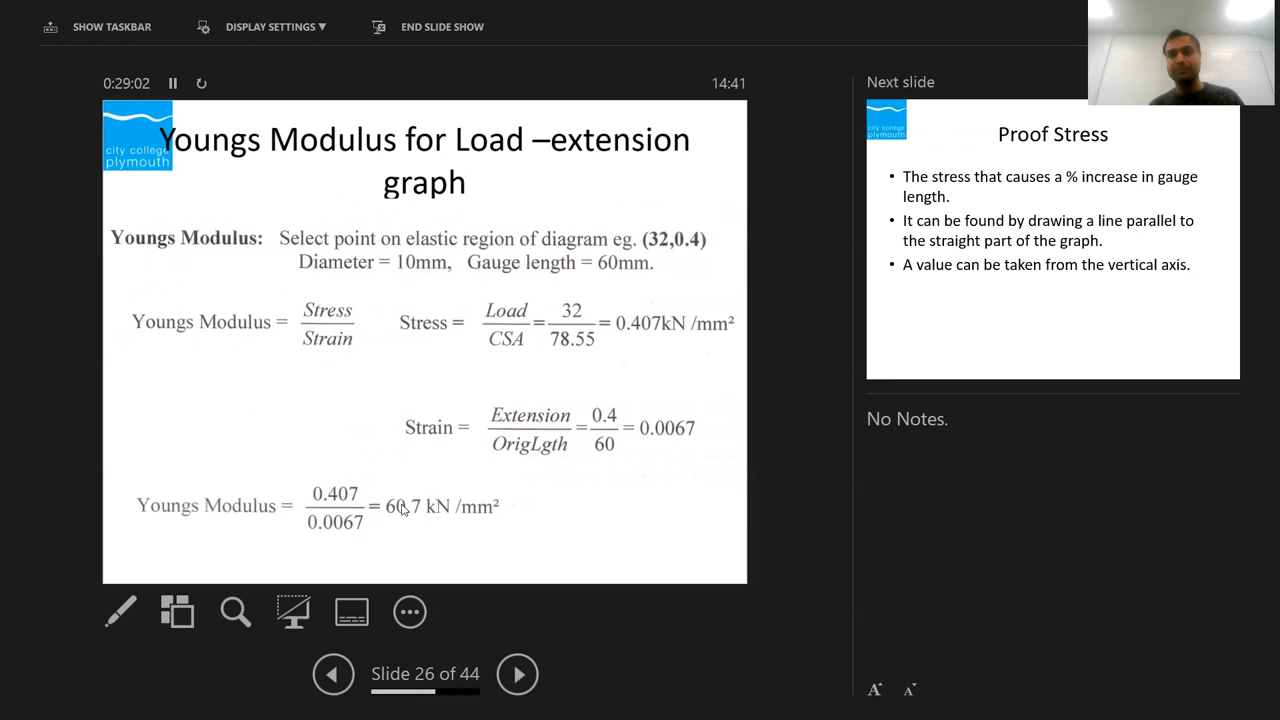 SHOW TASKBAR
DISPLAY SETTINGS ▼
END SLIDE SHOW
0:29:02
14:41
city college
plymouth
Youngs Modulus for Load –extension
graph
Youngs Modulus: Select point on elastic region of diagram eg. (32,0.4)
Diameter = 10mm, Gauge length = 60mm.
Youngs Modulus = Stress / Strain
Stress = Load / CSA = 32 / 78.55 = 0.407kN /mm²
Strain = Extension / OrigLgth = 0.4 / 60 = 0.0067
Youngs Modulus = 0.407 / 0.0067 = 60.7 kN /mm²
Slide 26 of 44
Next slide
city college
plymouth
Proof Stress
• The stress that causes a % increase in gauge
length.
• It can be found by drawing a line parallel to
the straight part of the graph.
• A value can be taken from the vertical axis.
No Notes.
A A